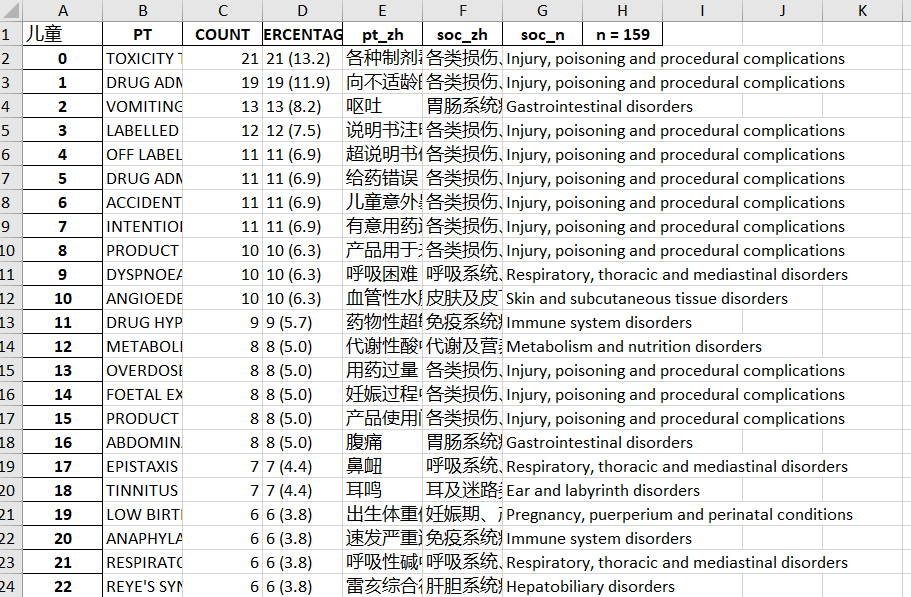 A B C D E F G H I J K
1 儿童 PT COUNT ERCENTAG pt_zh soc_zh soc_n n = 159
2 0 TOXICITY 21 21 (13.2) 各种制剂 各类损伤、 Injury, poisoning and procedural complications
3 1 DRUG ADM 19 19 (11.9) 向不适龄 各类损伤、 Injury, poisoning and procedural complications
4 2 VOMITING 13 13 (8.2) 呕吐 胃肠系统 Gastrointestinal disorders
5 3 LABELLED 12 12 (7.5) 说明书注 各类损伤、 Injury, poisoning and procedural complications
6 4 OFF LABEL 11 11 (6.9) 超说明书 各类损伤、 Injury, poisoning and procedural complications
7 5 DRUG ADM 11 11 (6.9) 给药错误 各类损伤、 Injury, poisoning and procedural complications
8 6 ACCIDENT 11 11 (6.9) 儿童意外 各类损伤、 Injury, poisoning and procedural complications
9 7 INTENTIO 11 11 (6.9) 有意用药 各类损伤、 Injury, poisoning and procedural complications
10 8 PRODUCT 10 10 (6.3) 产品用于 各类损伤、 Injury, poisoning and procedural complications
11 9 DYSPNOEA 10 10 (6.3) 呼吸困难 呼吸系统、 Respiratory, thoracic and mediastinal disorders
12 10 ANGIOEDE 10 10 (6.3) 血管性水 皮肤及皮 Skin and subcutaneous tissue disorders
13 11 DRUG HYP 9 9 (5.7) 药物性超 免疫系统 Immune system disorders
14 12 METABOLI 8 8 (5.0) 代谢性酸 代谢及营 Metabolism and nutrition disorders
15 13 OVERDOSE 8 8 (5.0) 用药过量 各类损伤、 Injury, poisoning and procedural complications
16 14 FOETAL EX 8 8 (5.0) 妊娠过程 各类损伤、 Injury, poisoning and procedural complications
17 15 PRODUCT 8 8 (5.0) 产品使用 各类损伤、 Injury, poisoning and procedural complications
18 16 ABDOMIN 8 8 (5.0) 腹痛 胃肠系统 Gastrointestinal disorders
19 17 EPISTAXIS 7 7 (4.4) 鼻衄 呼吸系统、 Respiratory, thoracic and mediastinal disorders
20 18 TINNITUS 7 7 (4.4) 耳鸣 耳及迷路 Ear and labyrinth disorders
21 19 LOW BIRT 6 6 (3.8) 出生体重 妊娠期、 Pregnancy, puerperium and perinatal conditions
22 20 ANAPHYLA 6 6 (3.8) 速发严重 免疫系统 Immune system disorders
23 21 RESPIRATO 6 6 (3.8) 呼吸性碱 呼吸系统、 Respiratory, thoracic and mediastinal disorders
24 22 REYE'S SYN 6 6 (3.8) 雷亥综合 肝胆系统 Hepatobiliary disorders